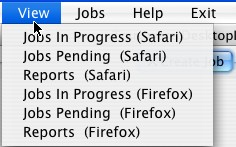 View Jobs Help Exit
Jobs In Progress (Safari)
Jobs Pending (Safari)
Reports (Safari)
Jobs In Progress (Firefox)
Jobs Pending (Firefox)
Reports (Firefox)